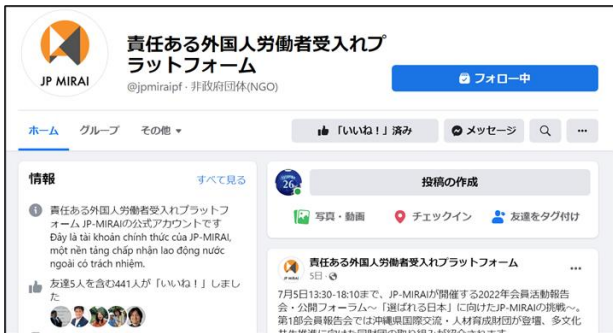 JP MIRAI
責任ある外国人労働者受入れプ
ラットフォーム
@jpmiraipf · 非政府団体(NGO)
フォロー中
ホーム グループ その他
「いいね！」済み
メッセージ
情報
すべて見る
責任ある外国人労働者受入れプラットフ
ォーム JP-MIRAIの公式アカウントです
Đây là tài khoản chính thức của JP-MIRAI,
một nền tảng chấp nhận lao động nước
ngoài có trách nhiệm.
友達5人を含む441人が「いいね！」しまし
た
26
投稿の作成
写真・動画
チェックイン
友達をタグ付け
責任ある外国人労働者受入れプラットフォーム
5日 ·
7月5日13:30-18:10まで、JP-MIRAIが開催する2022年会員活動報告
会・公開フォーラム～「選ばれる日本」に向けたJP-MIRAIの挑戦～。
第1部会員報告会では沖縄県国際交流・人材育成財団が登壇、多文化